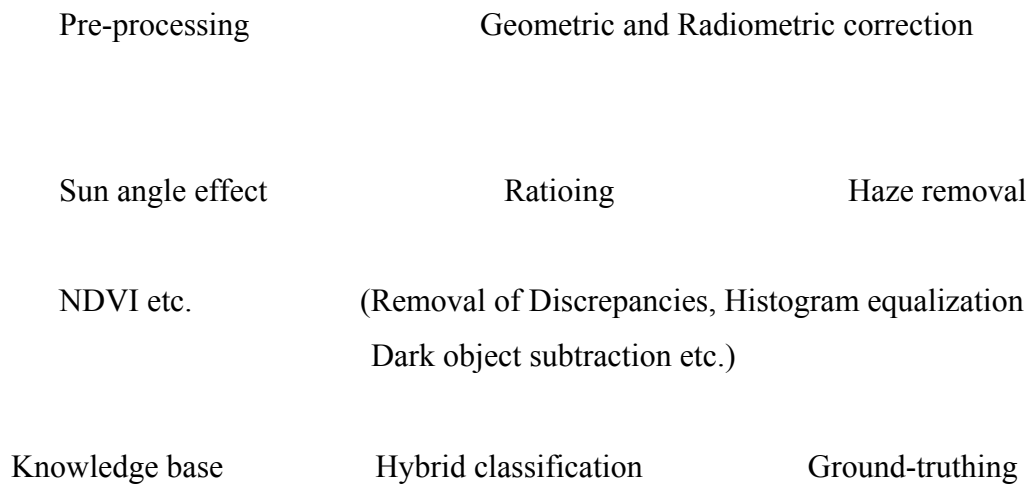 Pre-processing Geometric and Radiometric correction
Sun angle effect Ratioing Haze removal
NDVI etc. (Removal of Discrepancies, Histogram equalization
Dark object subtraction etc.)
Knowledge base Hybrid classification Ground-truthing